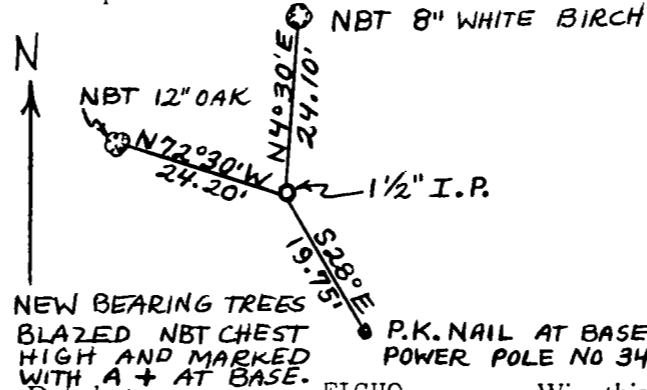 NBT 8" WHITE BIRCH
N
N4°30'E
24.10'
NBT 12" OAK
N72°30'W
24.20'
1½" I.P.
S28°E
19.75'
NEW BEARING TREES
BLAZED NBT CHEST
HIGH AND MARKED
WITH A + AT BASE.
P.K. NAIL AT BASE
POWER POLE NO 34